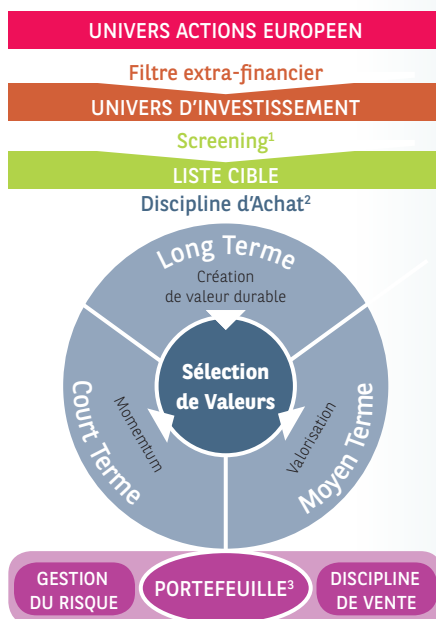 UNIVERS ACTIONS EUROPEEN
Filtre extra-financier
UNIVERS D'INVESTISSEMENT
Screening¹
LISTE CIBLE
Discipline d'Achat²
Long Terme
Création
de valeur durable
Sélection
de Valeurs
Court Terme
Momemtum
Valorisation
Moyen Terme
GESTION
DU RISQUE
PORTEFEUILLE³
DISCIPLINE
DE VENTE